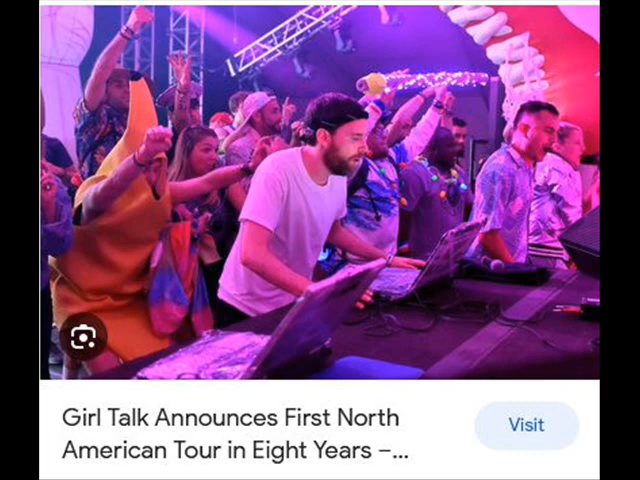 Girl Talk Announces First North
American Tour in Eight Years –...
Visit